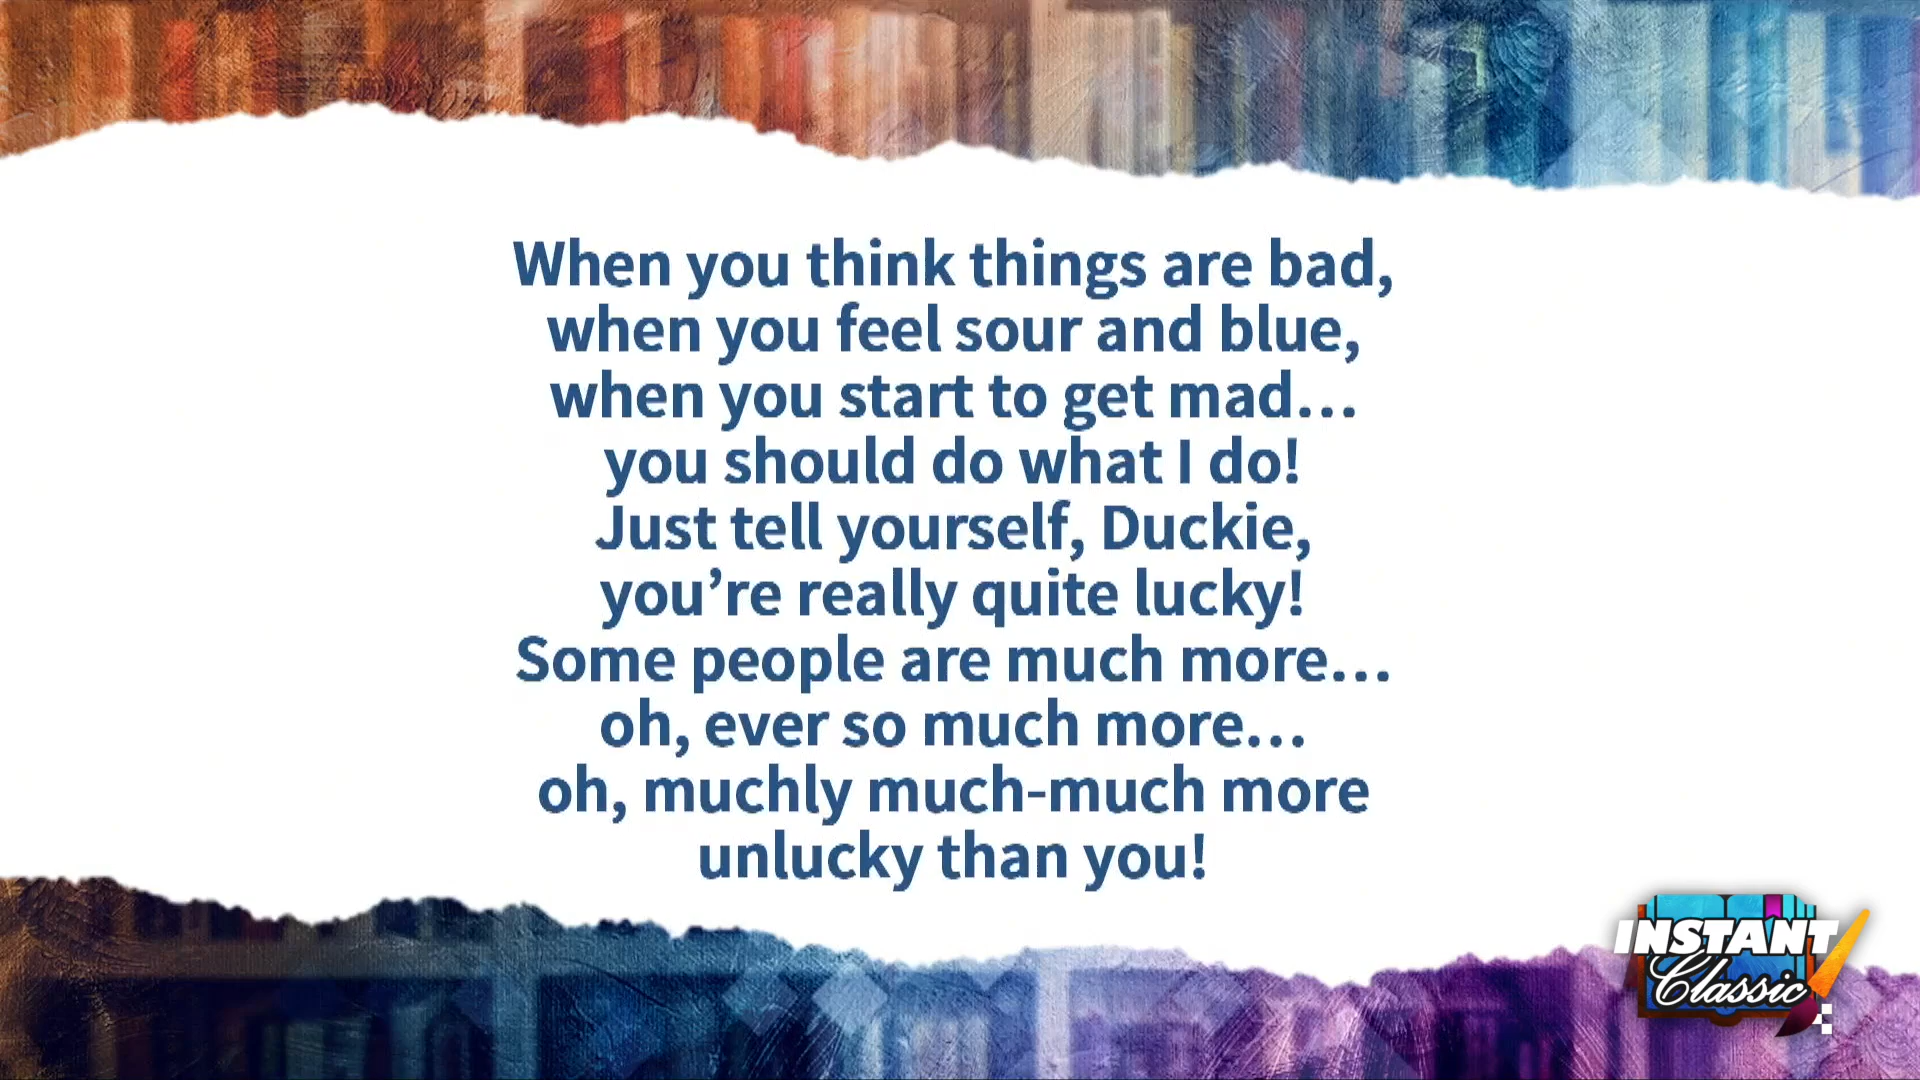 When you think things are bad,
when you feel sour and blue,
when you start to get mad...
you should do what I do!
Just tell yourself, Duckie,
you’re really quite lucky!
Some people are much more...
oh, ever so much more...
oh, muchly much-much more
unlucky than you!
INSTANT
Classic